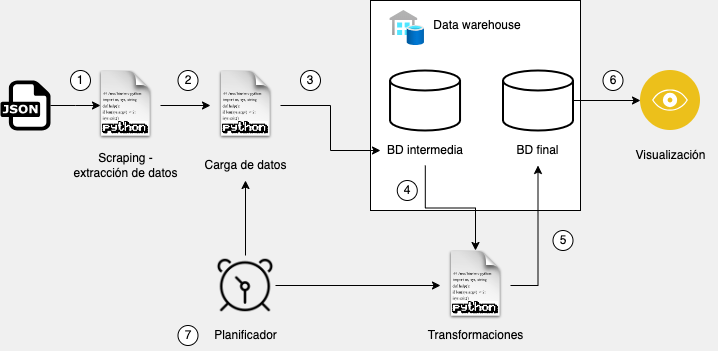 Data warehouse
1
2
3
6
JSON
python
python
Scraping -
extracción de datos
Carga de datos
BD intermedia
BD final
Visualización
4
5
python
7
Planificador
Transformaciones